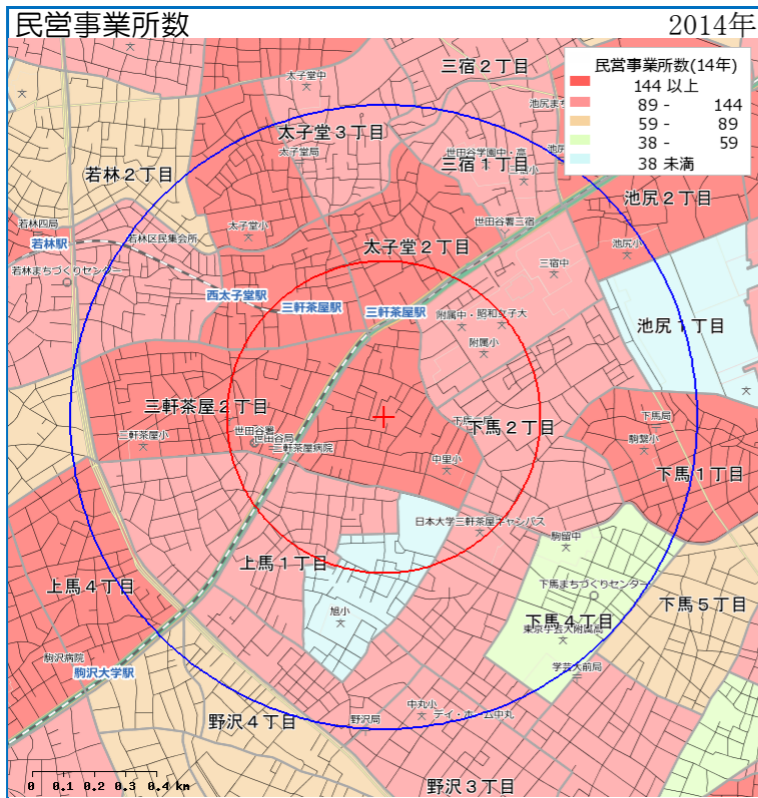 民営事業所数 2014年
民営事業所数(14年)
144 以上
89 - 144
59 - 89
38 - 59
38 未満
三宿2丁目
太子堂中
池尻ま
太子堂3丁目
太子堂局
世田谷学園中・高
三宿1丁目
若林2丁目
池尻2丁目
若林四局
太子堂小
世田谷署三宿
若林駅
若林区民集会所
太子堂2丁目
池尻小
若林まちづくりセンター
三宿中
西太子堂駅
三軒茶屋駅
三軒茶屋駅
附属中・昭和女子大
池尻1丁目
附属小
三軒茶屋2丁目
下馬局
三軒茶屋小
世田谷署
世田谷局
三軒茶屋病院
下馬2丁目
駒繋小
中里小
下馬1丁目
日本大学三軒茶屋キャンパス
駒留中
上馬1丁目
上馬4丁目
下馬まちづくりセンター
下馬5丁目
旭小
下馬4丁目
東京学芸大附属高
駒沢病院
駒沢大学駅
学芸大前局
中丸小
野沢局
デイ・ホーム中丸
野沢4丁目
野沢3丁目
0 0.1 0.2 0.3 0.4 km